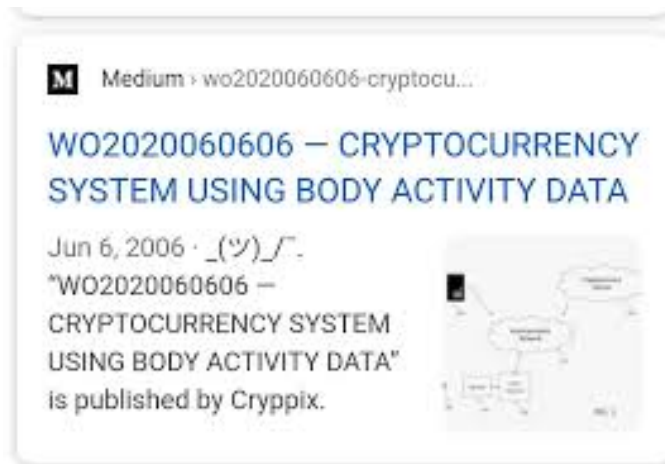 M Medium › wo2020060606-cryptocu...
WO2020060606 — CRYPTOCURRENCY
SYSTEM USING BODY ACTIVITY DATA
Jun 6, 2006 · _(ツ)_/¯.
"WO2020060606 —
CRYPTOCURRENCY SYSTEM
USING BODY ACTIVITY DATA"
is published by Cryppix.